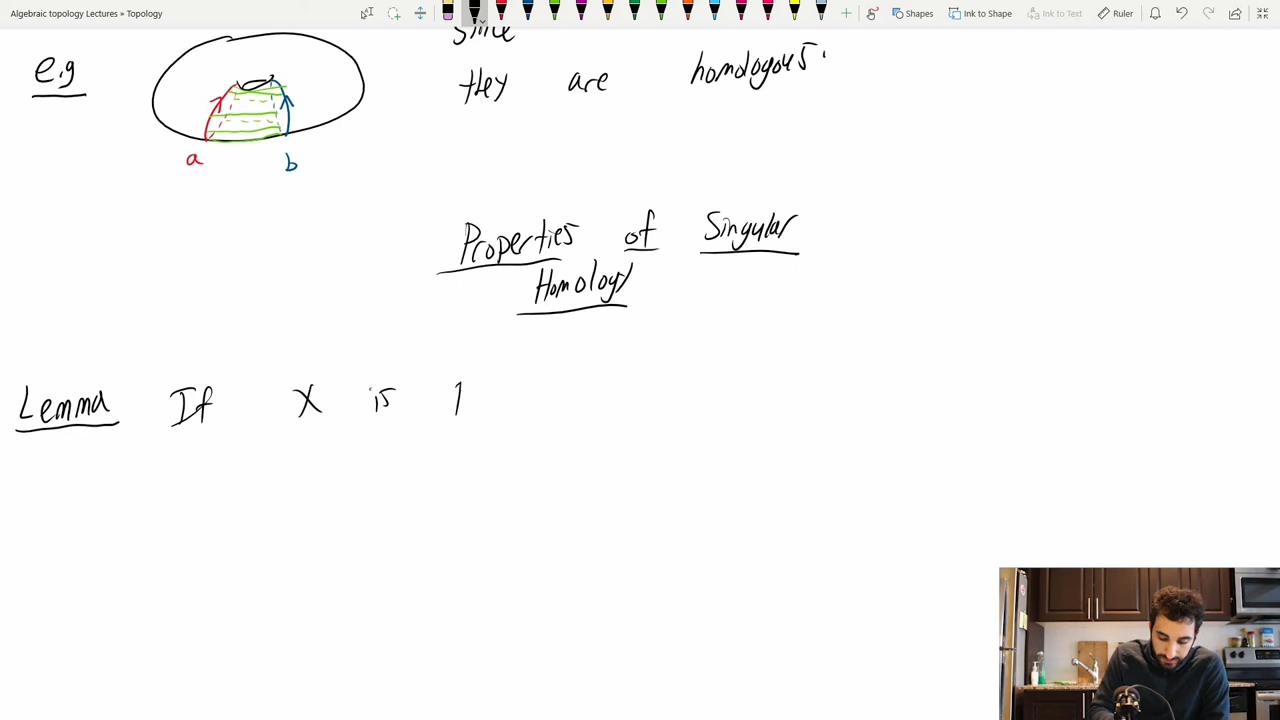 Algebraic topology Lectures » Topology
Shapes
Ink to Shape
Ink to Text
Ruler
since
e.g
they are homologous.
a
b
Properties of Singular
Homology
Lemma If X is